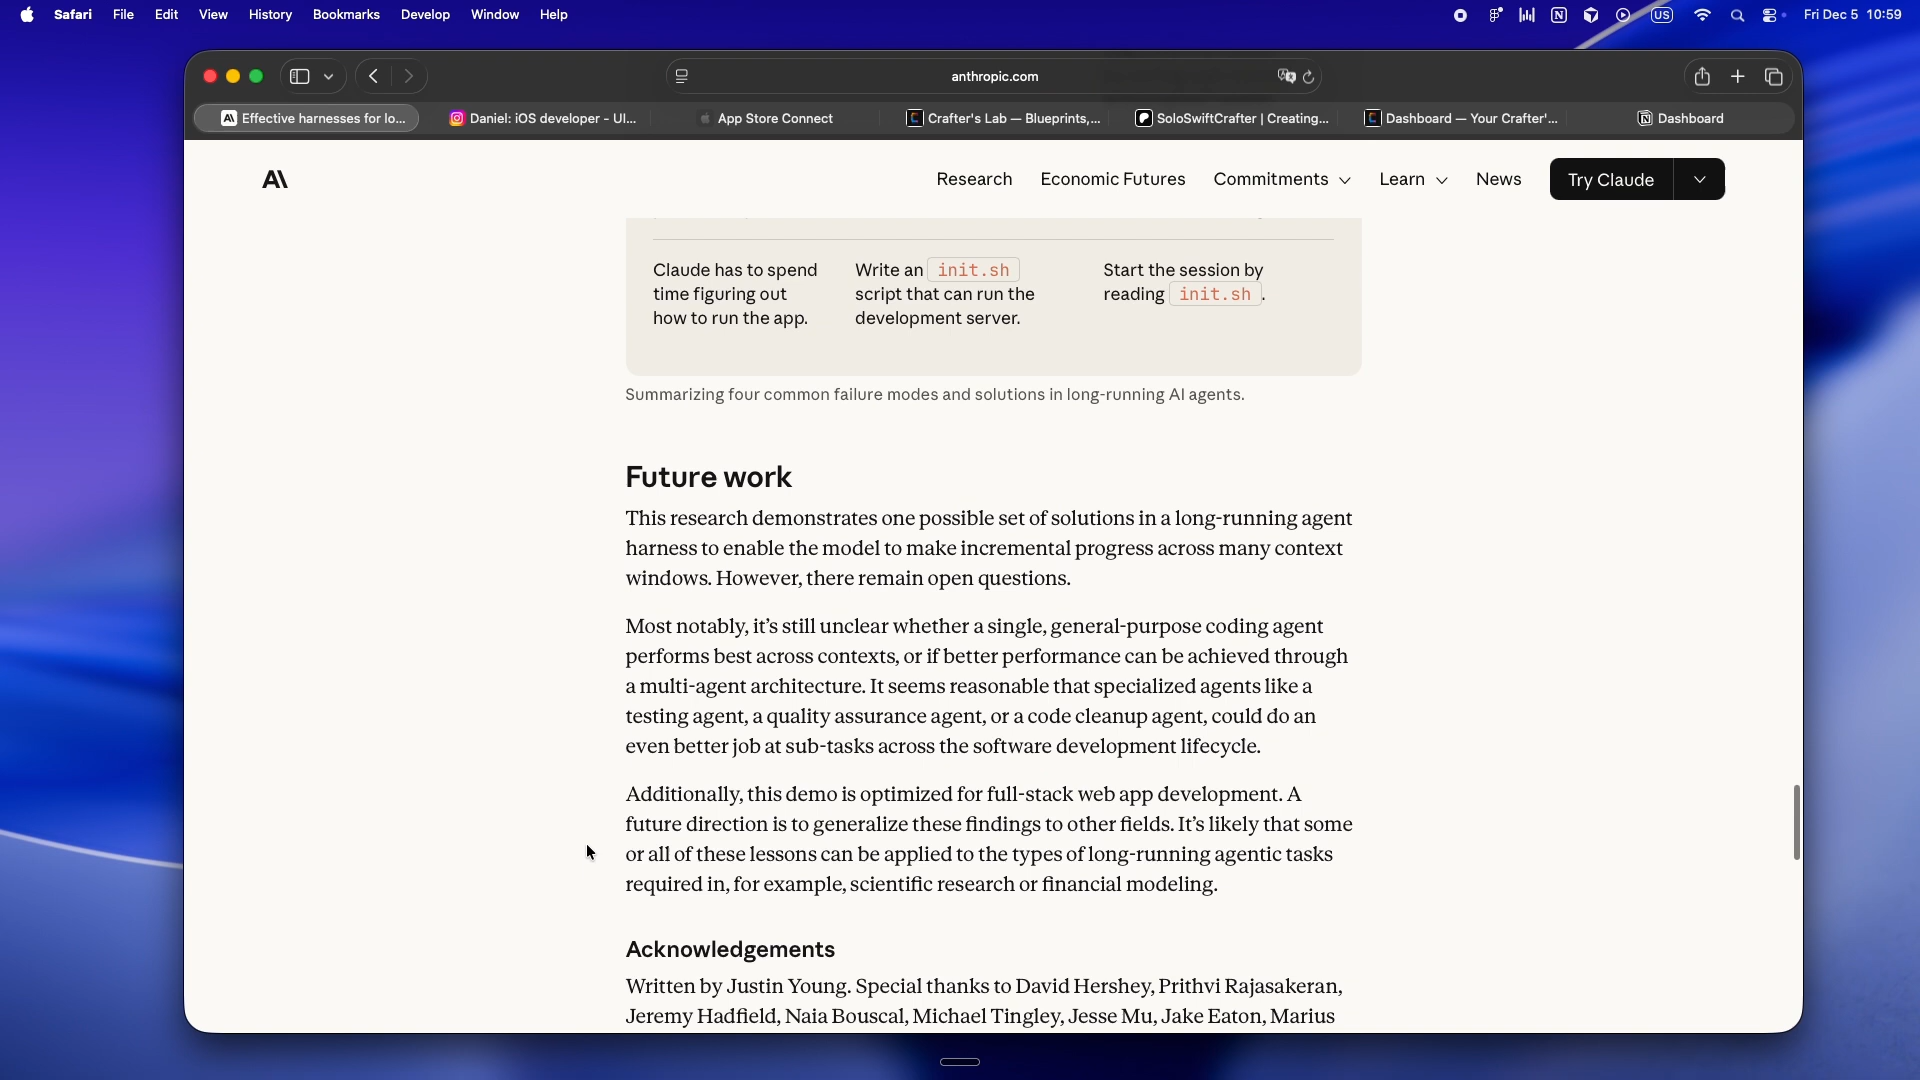 Safari File Edit View History Bookmarks Develop Window Help US Fri Dec 5 10:59
anthropic.com
Effective harnesses for lo... Daniel: iOS developer - UI... App Store Connect Crafter's Lab — Blueprints,... SoloSwiftCrafter | Creating... Dashboard — Your Crafter'... Dashboard
Research Economic Futures Commitments Learn News Try Claude
Claude has to spend
time figuring out
how to run the app.
Write an init.sh
script that can run the
development server.
Start the session by
reading init.sh.
Summarizing four common failure modes and solutions in long-running AI agents.
Future work
This research demonstrates one possible set of solutions in a long-running agent
harness to enable the model to make incremental progress across many context
windows. However, there remain open questions.
Most notably, it’s still unclear whether a single, general-purpose coding agent
performs best across contexts, or if better performance can be achieved through
a multi-agent architecture. It seems reasonable that specialized agents like a
testing agent, a quality assurance agent, or a code cleanup agent, could do an
even better job at sub-tasks across the software development lifecycle.
Additionally, this demo is optimized for full-stack web app development. A
future direction is to generalize these findings to other fields. It’s likely that some
or all of these lessons can be applied to the types of long-running agentic tasks
required in, for example, scientific research or financial modeling.
Acknowledgements
Written by Justin Young. Special thanks to David Hershey, Prithvi Rajasakeran,
Jeremy Hadfield, Naia Bouscal, Michael Tingley, Jesse Mu, Jake Eaton, Marius